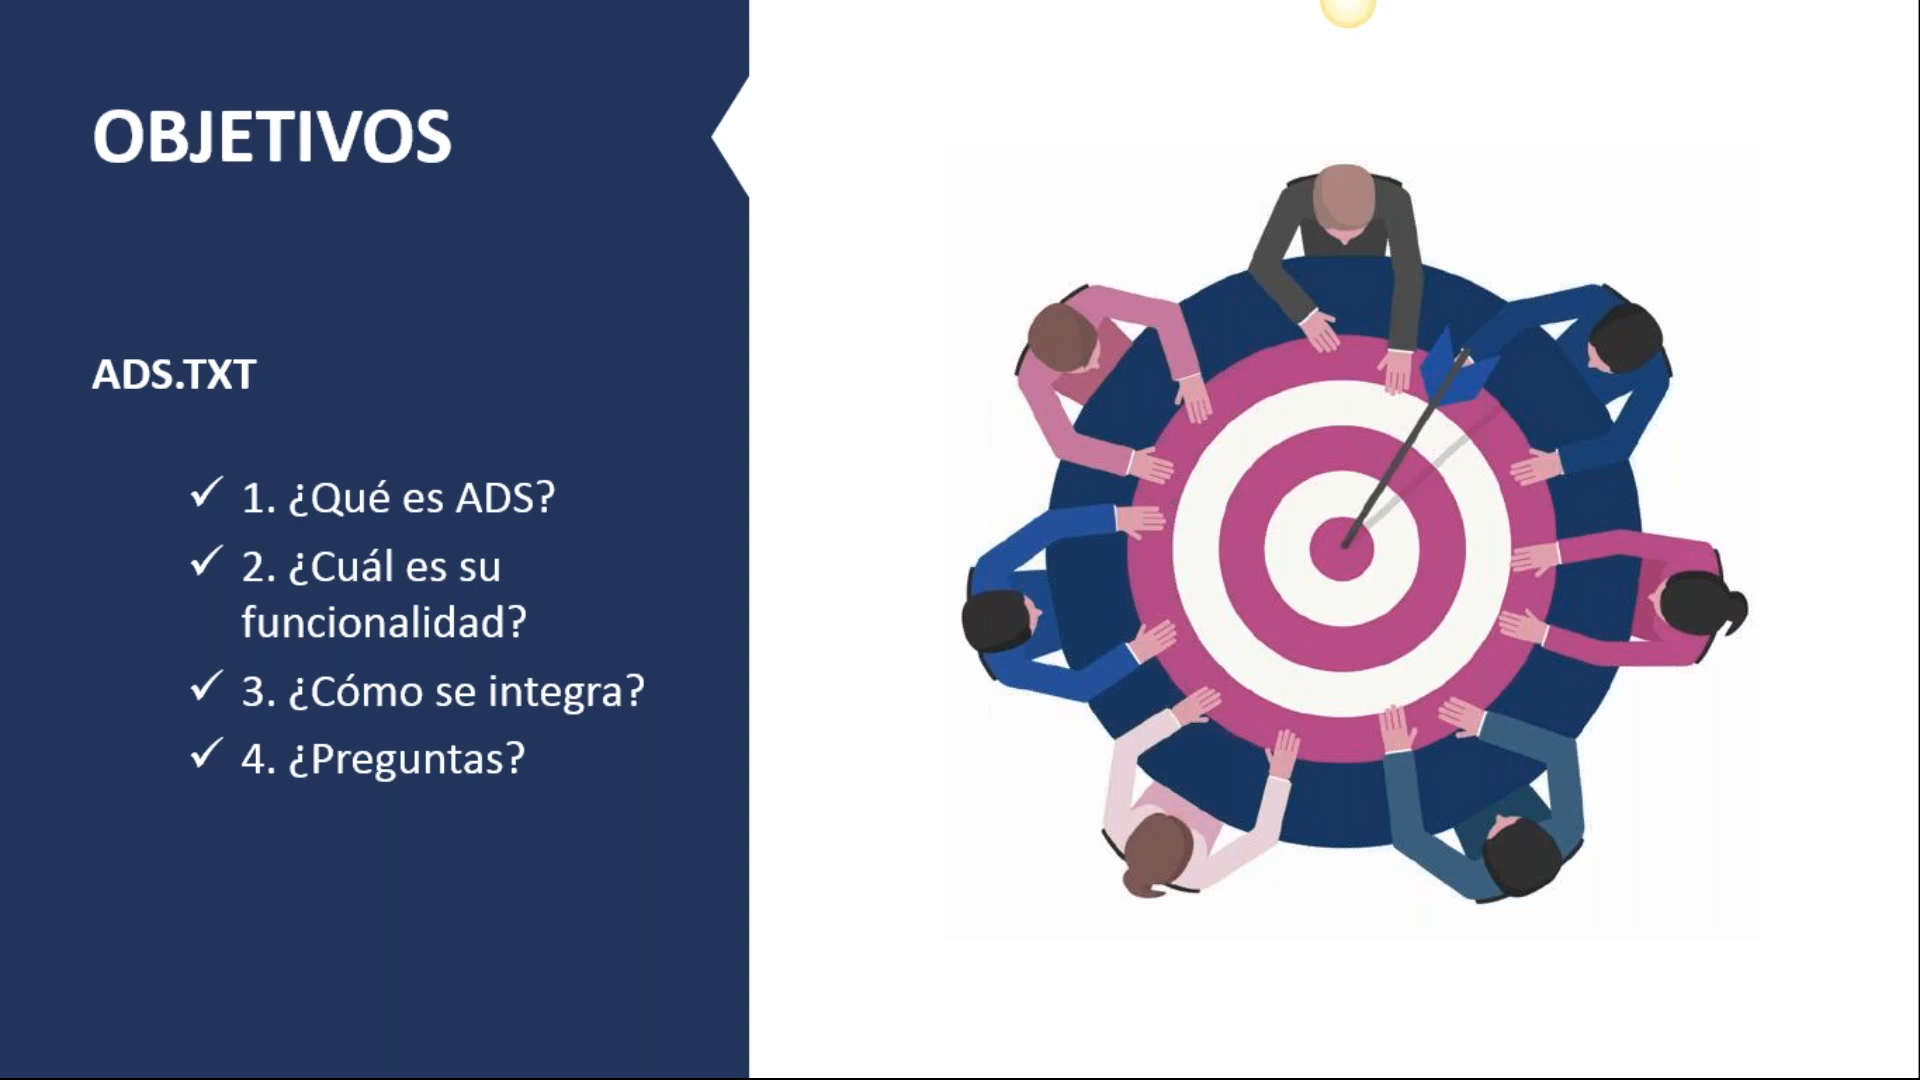 OBJETIVOS
ADS.TXT
✓ 1. ¿Qué es ADS?
✓ 2. ¿Cuál es su
funcionalidad?
✓ 3. ¿Cómo se integra?
✓ 4. ¿Preguntas?